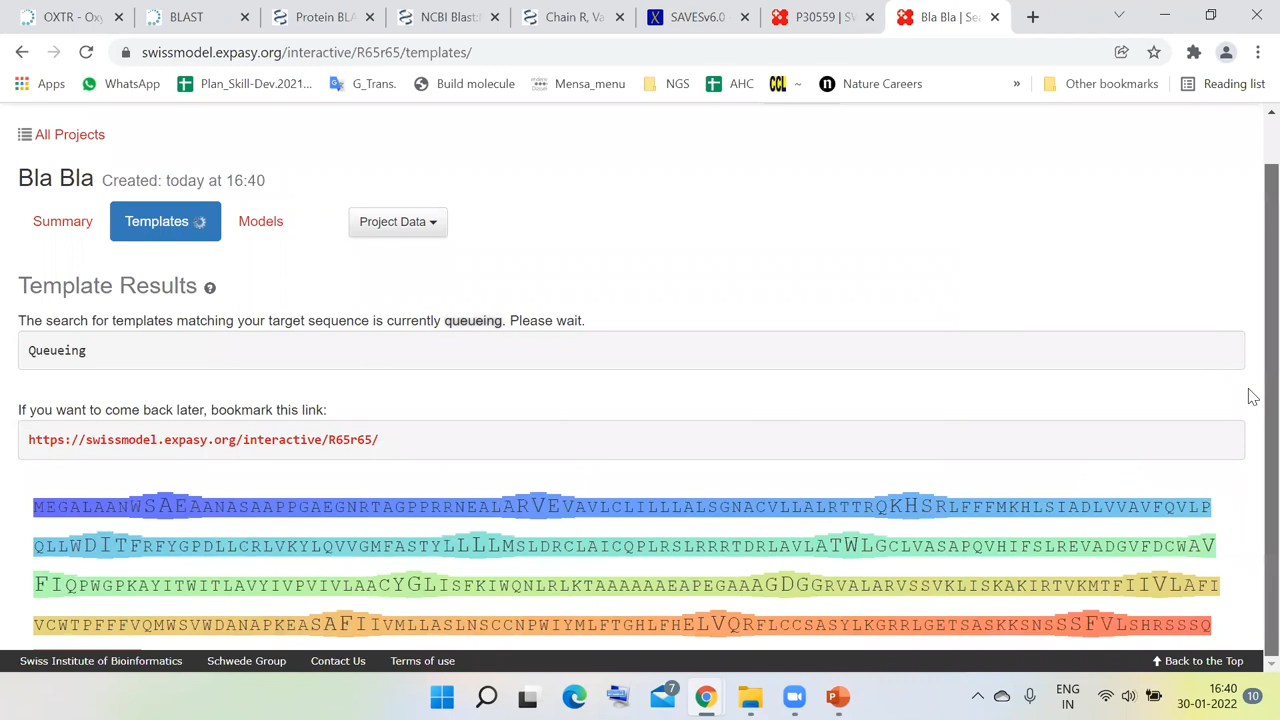 OXTR - Oxy
BLAST
Protein BLA
NCBI Blast:
Chain R, Va
SAVESv6.0
P30559 | SW
Bla Bla | Se
swissmodel.expasy.org/interactive/R65r65/templates/
Apps
WhatsApp
Plan_Skill-Dev.2021...
G_Trans.
Build molecule
Mensa_menu
NGS
AHC
CCL ~
n Nature Careers
»
Other bookmarks
Reading list
All Projects
Bla Bla Created: today at 16:40
Summary
Templates
Models
Project Data
Template Results ?
The search for templates matching your target sequence is currently queueing. Please wait.
Queueing
If you want to come back later, bookmark this link:
https://swissmodel.expasy.org/interactive/R65r65/
MEGALAANWSAEAANASAAPPGAEGNRTAGPPRRNEALARVEVAVLCLILLLALSGNACVLLALRTTRQKHSRLFFFMKHLSIADLVVAVFQVLP
QLLWDITFRFYGPDLLCRLVKYLQVVGMFASTYLLLLMSLDRCLAICQPLRSLRRRTDRLAVLATWLGCLVASAPQVHIFSLREVADGVFDCWAV
FIQPWGPKAYITWITLAVYIVPVIVLAACYGLISFKIWQNLRLKTAAAAAAEAPEGAAAGDGGRVALARVSSVKLISKAKIRTVKMTFIIVLAFI
VCWTPFFFVQMWSVWDANAPKEASAFIIVMLLASLNSCCNPWIYMLFTGHLFHELVQRFLCCSASYLKGRRLGETSASKKSNSSSFVLSHRSSSQ
Swiss Institute of Bioinformatics
Schwede Group
Contact Us
Terms of use
Back to the Top
7
ENG
IN
16:40
30-01-2022
10